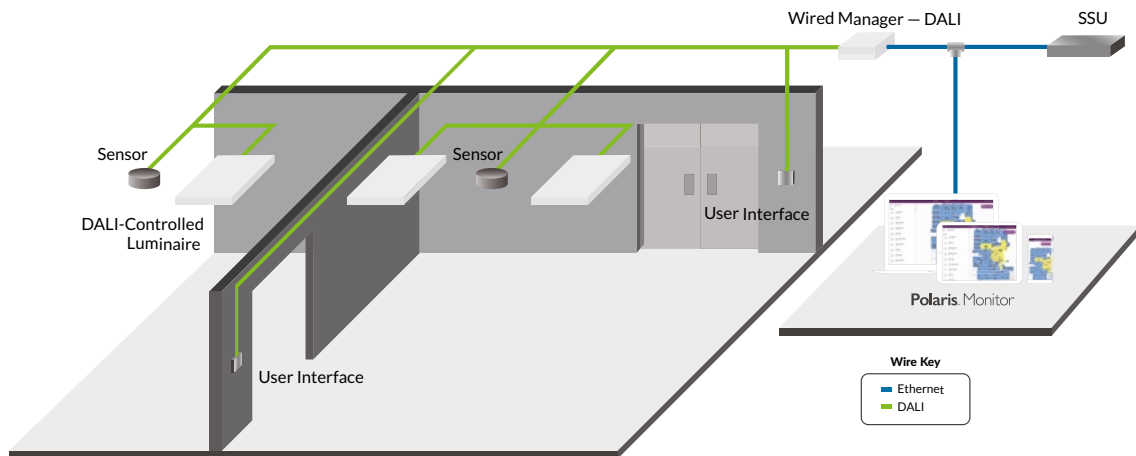 Wired Manager – DALI
SSU
Sensor
Sensor
DALI-Controlled
Luminaire
User Interface
User Interface
Polaris. Monitor
Wire Key
Ethernet
DALI